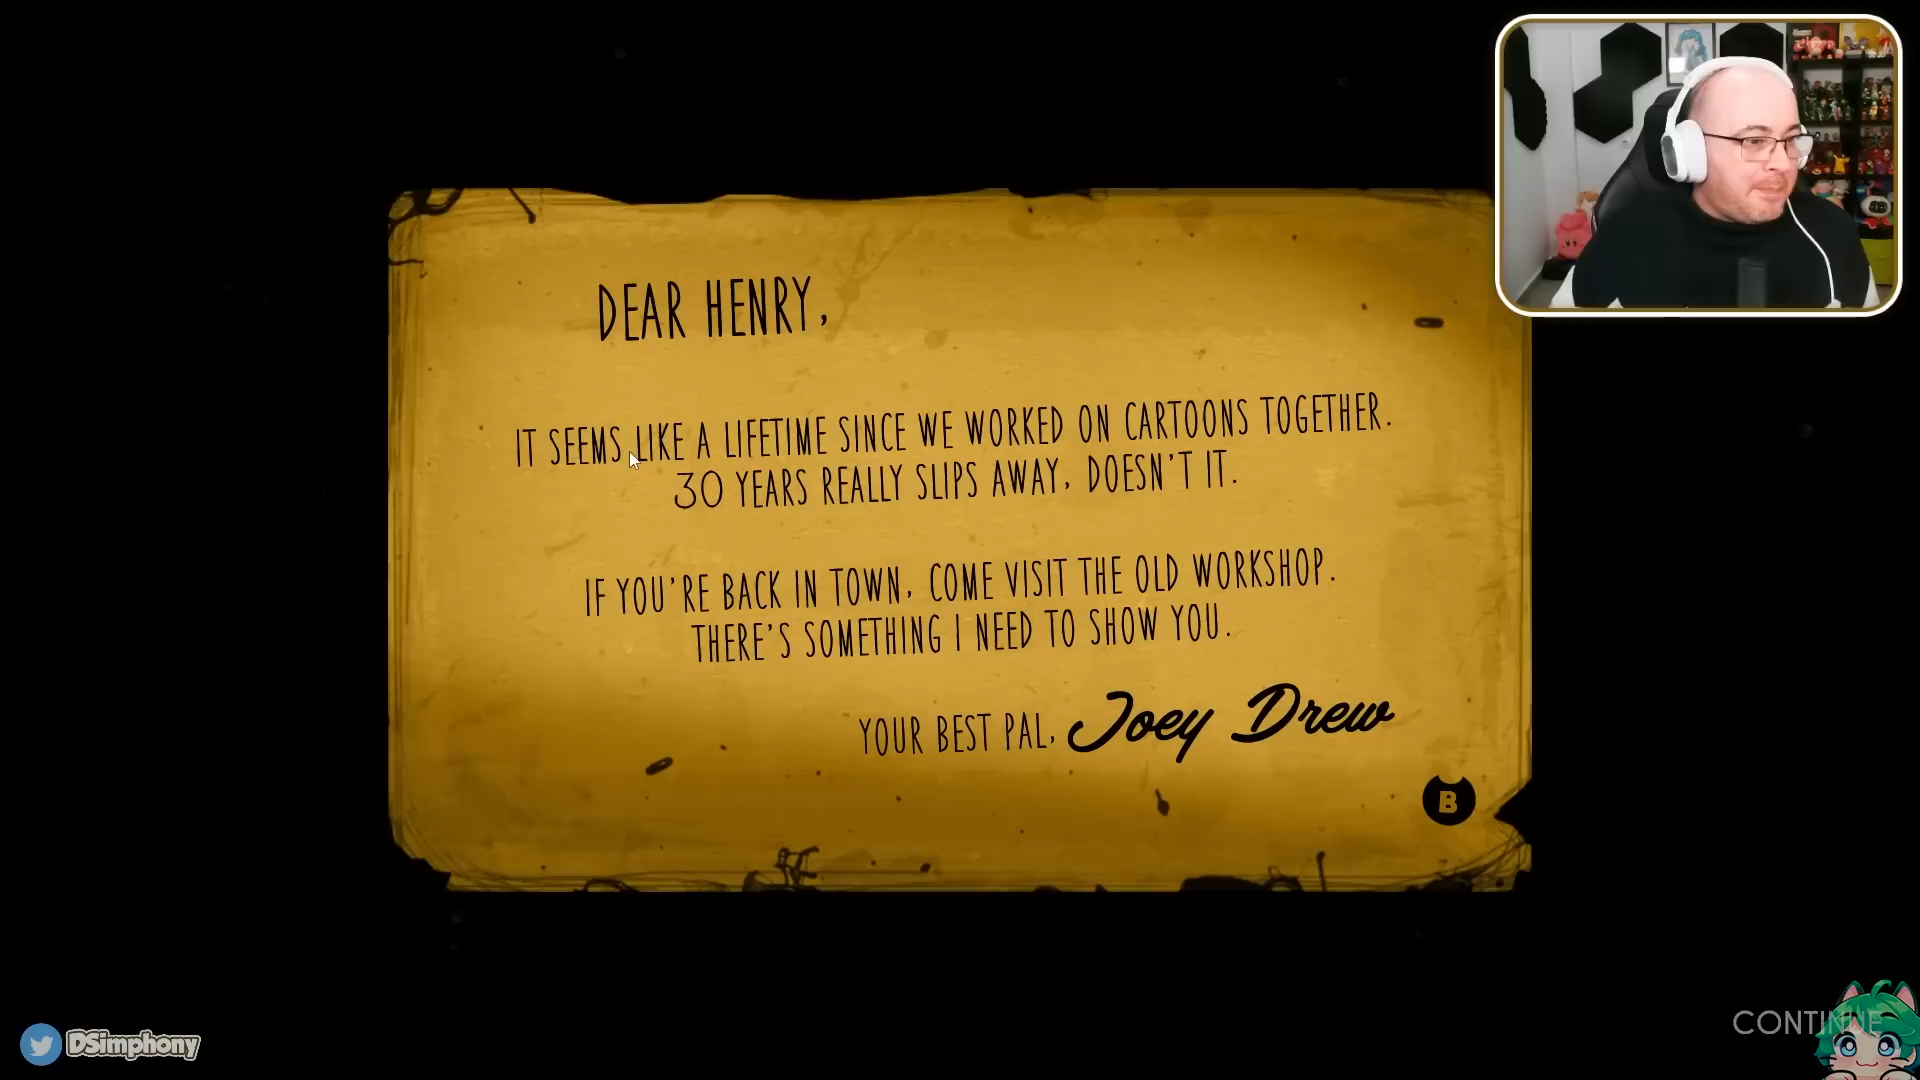 DEAR HENRY,
IT SEEMS LIKE A LIFETIME SINCE WE WORKED ON CARTOONS TOGETHER.
30 YEARS REALLY SLIPS AWAY, DOESN'T IT.
IF YOU'RE BACK IN TOWN, COME VISIT THE OLD WORKSHOP.
THERE'S SOMETHING I NEED TO SHOW YOU.
YOUR BEST PAL, Joey Drew
B
CONTINUE
DSimphony